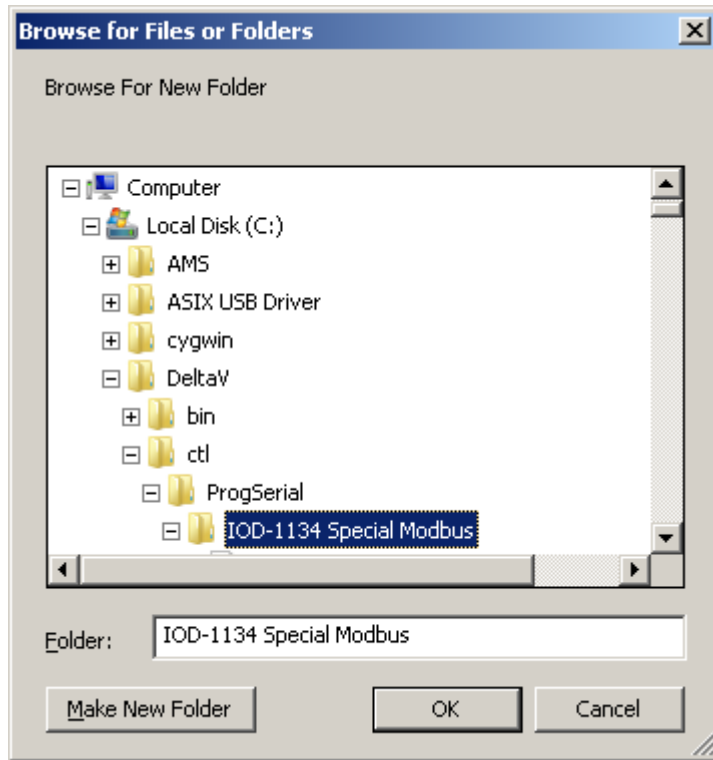 Browse for Files or Folders
Browse For New Folder
Computer
Local Disk (C:)
AMS
ASIX USB Driver
cygwin
DeltaV
bin
ctl
ProgSerial
IOD-1134 Special Modbus
Folder: IOD-1134 Special Modbus
Make New Folder OK Cancel